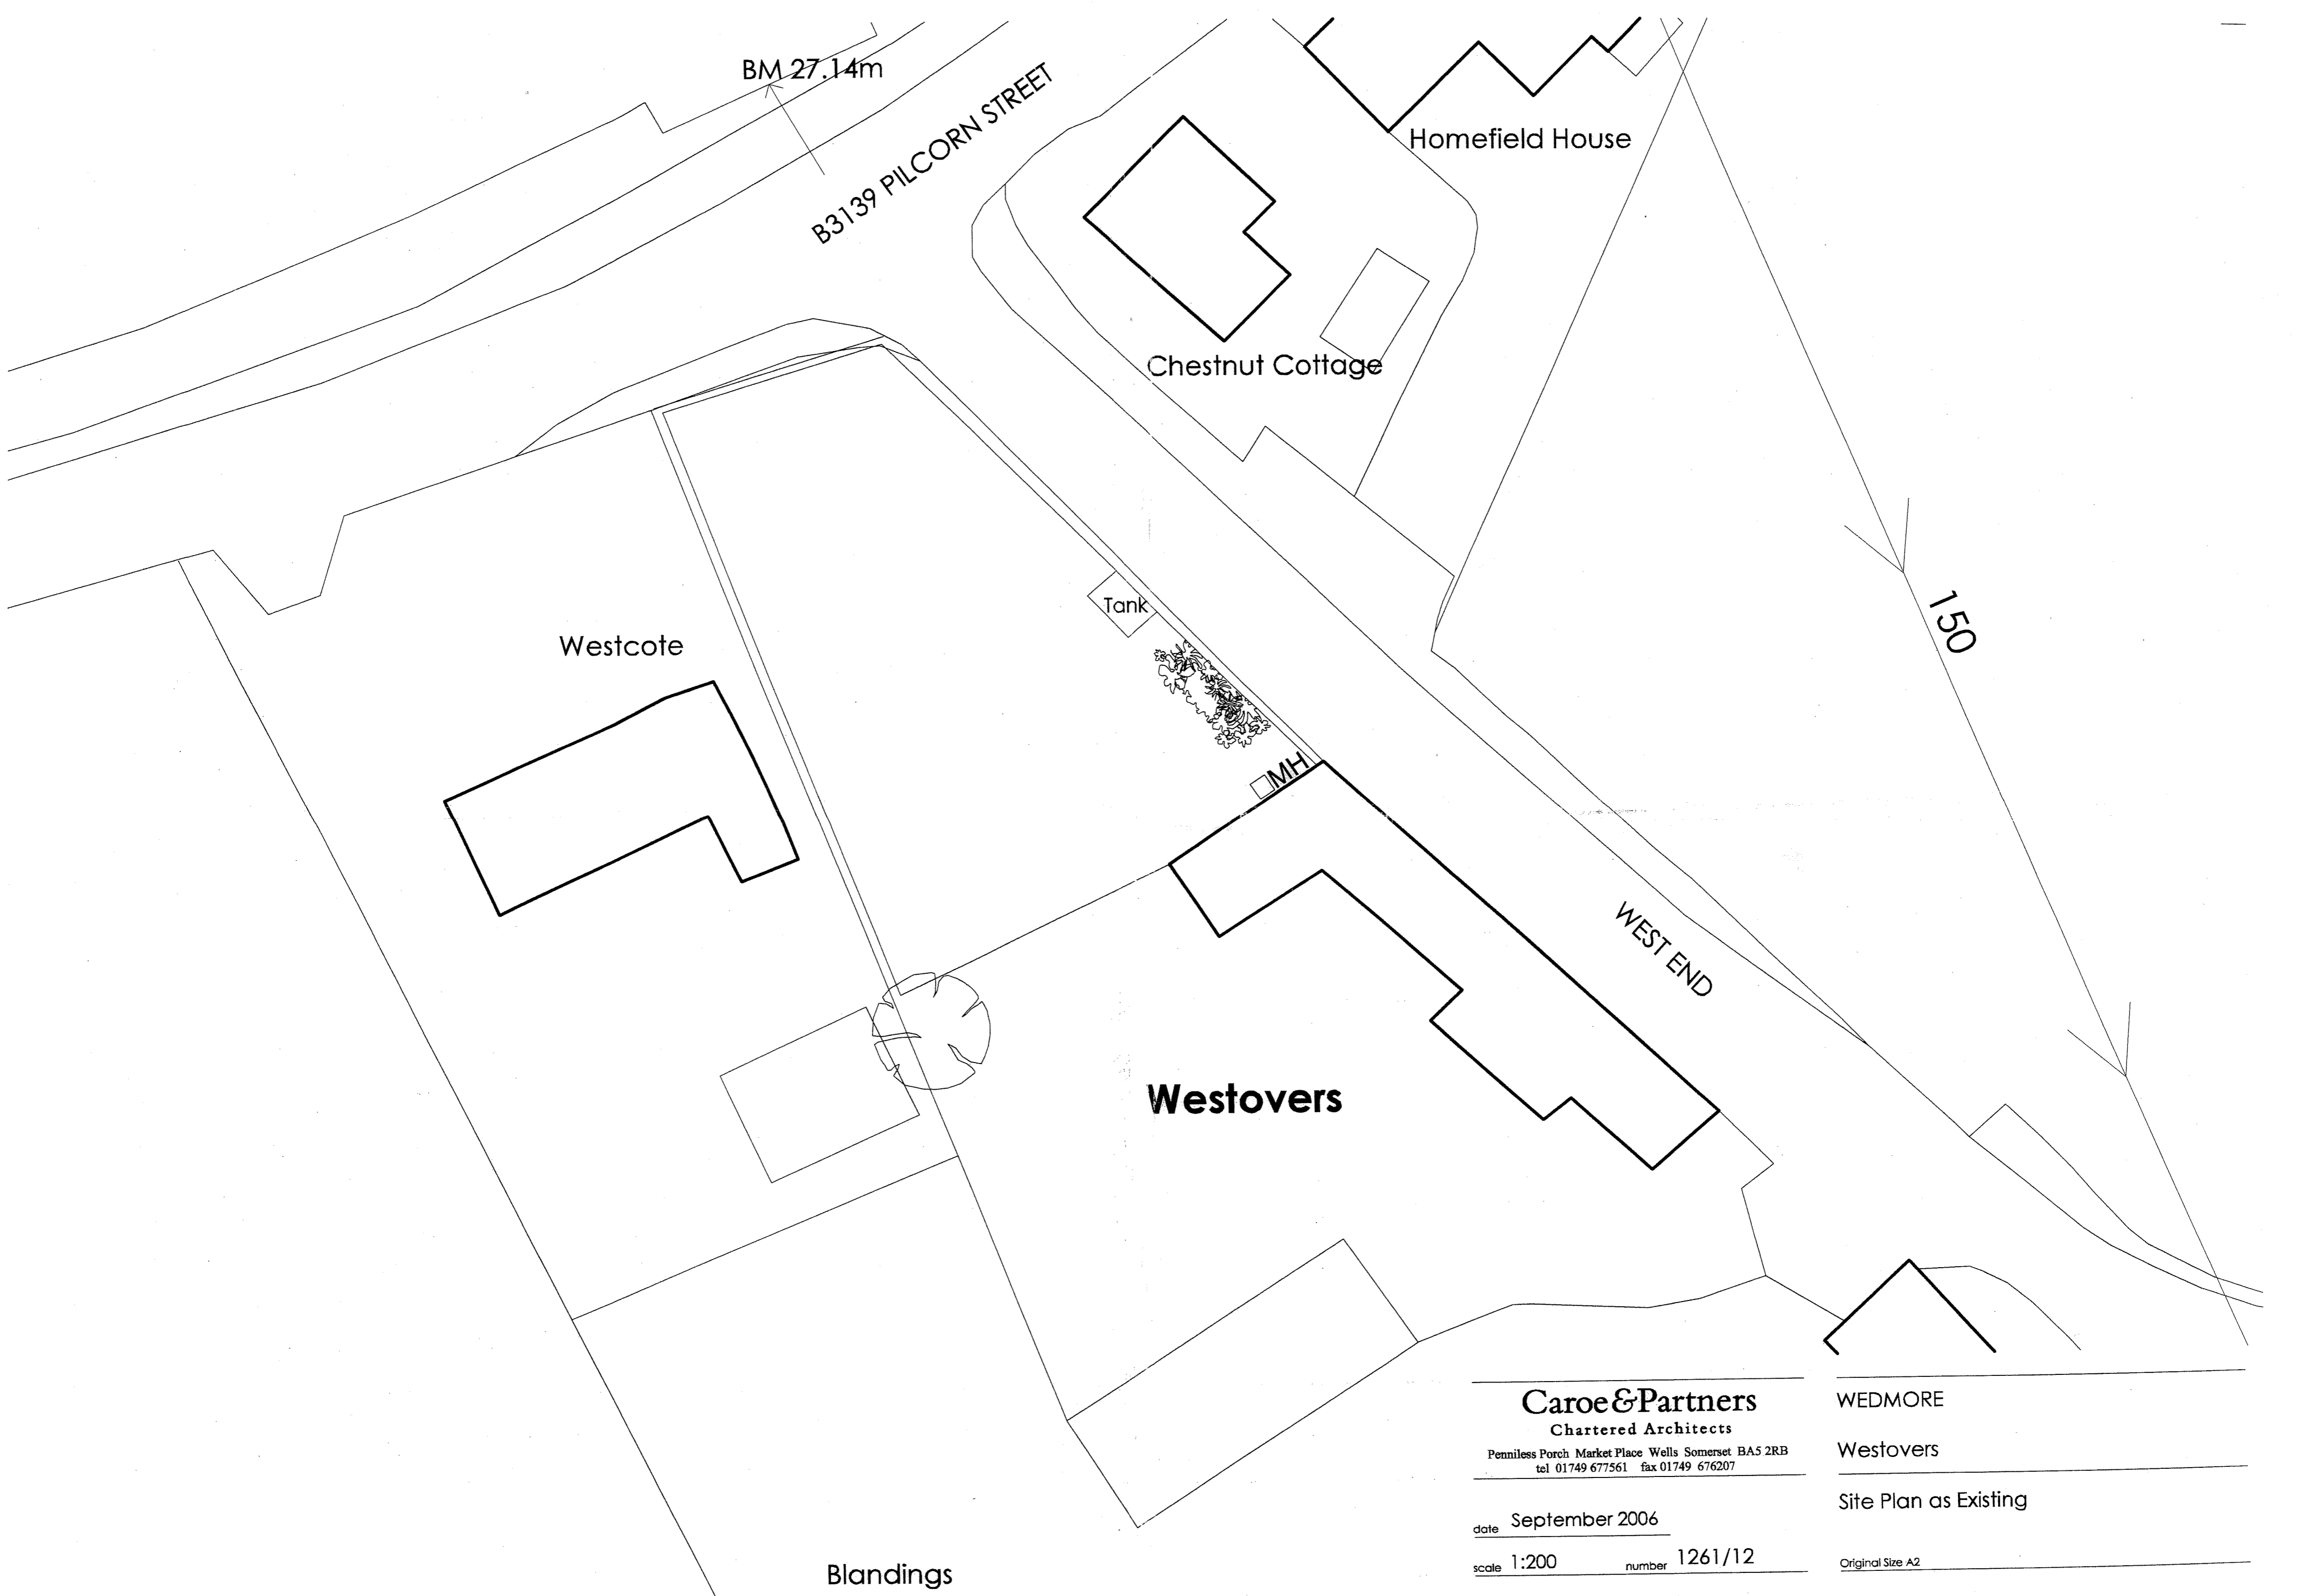 BM 27.14m
B3139 PILCORN STREET
Homefield House
Chestnut Cottage
150
Tank
Westcote
MH
WEST END
Westovers
Blandings
Caroe&Partners
Chartered Architects
Penniless Porch Market Place Wells Somerset BA5 2RB
tel 01749 677561 fax 01749 676207
date September 2006
scale 1:200 number 1261/12
WEDMORE
Westovers
Site Plan as Existing
Original Size A2